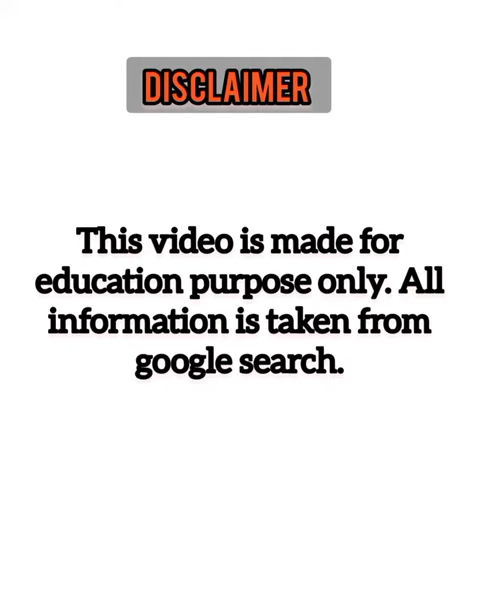 DISCLAIMER
This video is made for
education purpose only. All
information is taken from
google search.